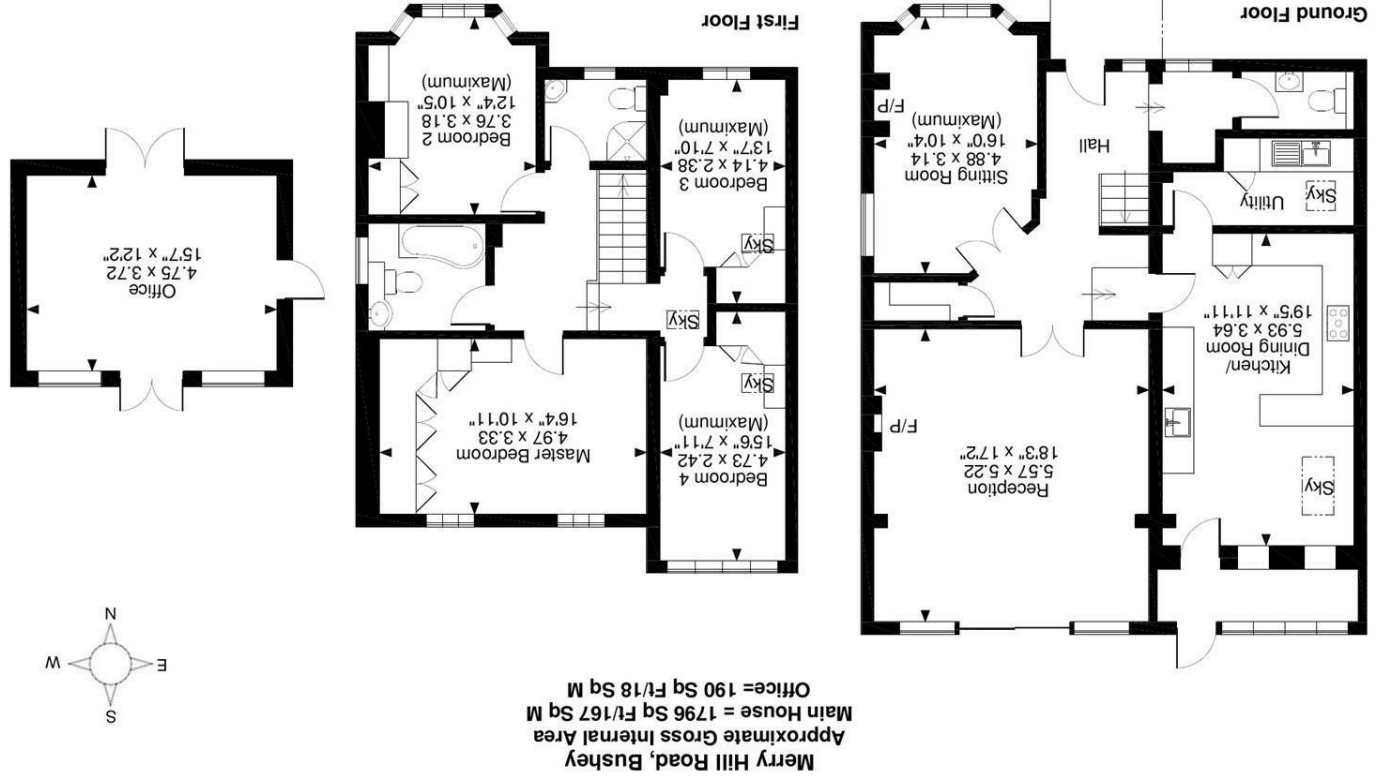 Merry Hill Road, Bushey
Approximate Gross Internal Area
Main House = 1796 Sq Ft/167 Sq M
Office= 190 Sq Ft/18 Sq M
S
E
W
N
Sky
Kitchen/
Dining Room
5.93 x 3.64
19'5" x 11'11"
Reception
5.57 x 5.22
18'3" x 17'2"
F/P
Sky
Utility
Hall
Sitting Room
4.88 x 3.14
16'0" x 10'4"
(Maximum)
F/P
Ground Floor
Bedroom 4
4.73 x 2.42
15'6" x 7'11"
(Maximum)
Sky
Master Bedroom
4.97 x 3.33
16'4" x 10'11"
Sky
Sky
Bedroom 3
4.14 x 2.38
13'7" x 7'10"
(Maximum)
Bedroom 2
3.76 x 3.18
12'4" x 10'5"
(Maximum)
First Floor
Office
4.75 x 3.72
15'7" x 12'2"